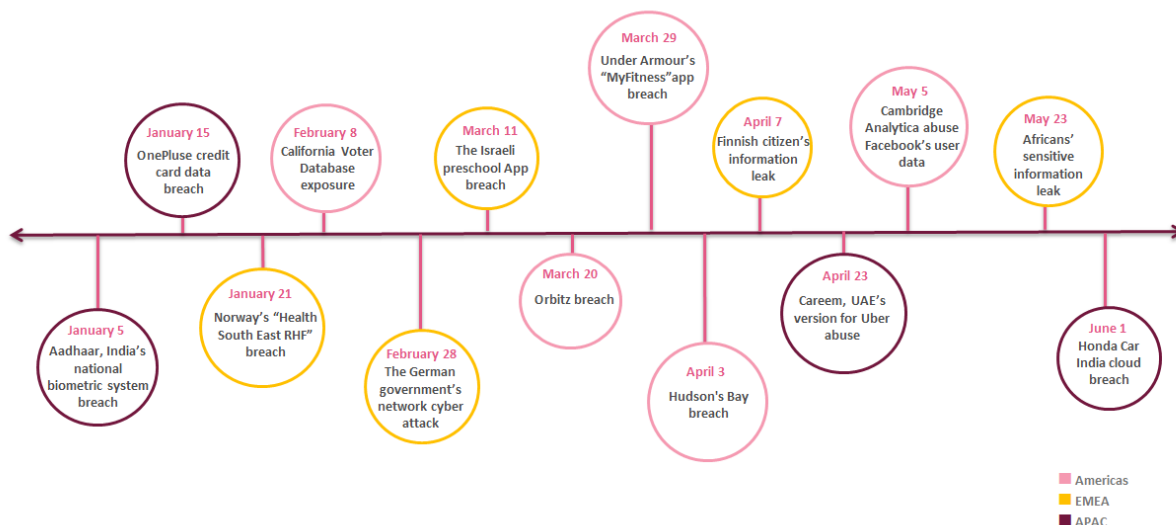 January 5
Aadhaar, India's
national
biometric system
breach
January 15
OnePluse credit
card data
breach
January 21
Norway's “Health
South East RHF”
breach
February 8
California Voter
Database
exposure
February 28
The German
government's
network cyber
attack
March 11
The Israeli
preschool App
breach
March 20
Orbitz breach
March 29
Under Armour's
“MyFitness”app
breach
April 3
Hudson's Bay
breach
April 7
Finnish citizen's
information
leak
April 23
Careem, UAE's
version for Uber
abuse
May 5
Cambridge
Analytica abuse
Facebook's user
data
May 23
Africans'
sensitive
information
leak
June 1
Honda Car
India cloud
breach
Americas
EMEA
APAC